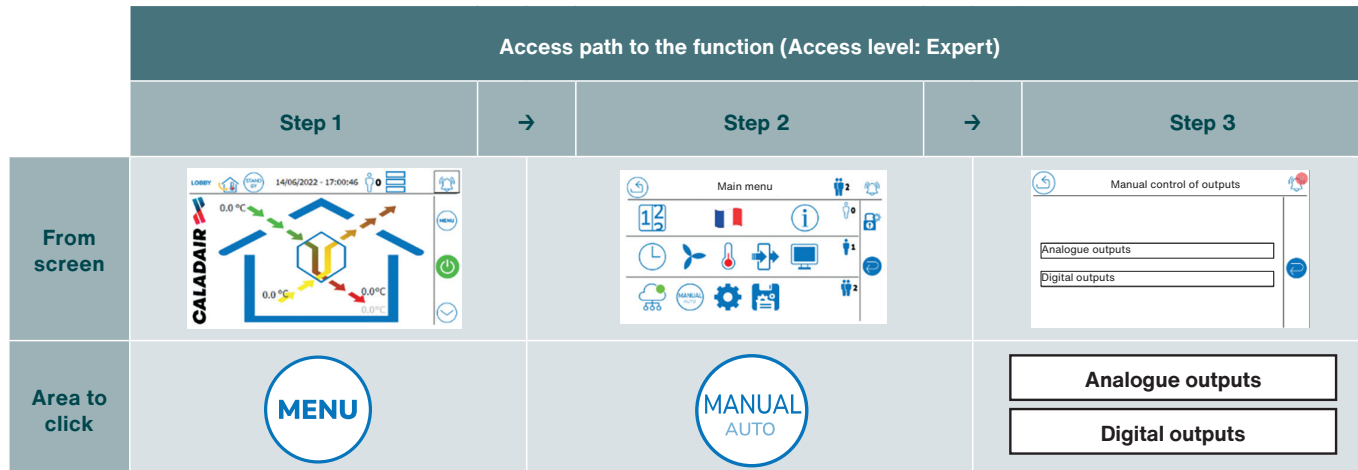 Access path to the function (Access level: Expert)
Step 1 → Step 2 → Step 3
From
screen
LOBBY STAND BY 14/06/2022 - 17:00:46 0
CALADAIR
0.0 °C
MENU
0.0 °C
0.0°C
0.0°C
Main menu 2
12
3
i
0
1
MANUAL
AUTO
2
Manual control of outputs
Analogue outputs
Digital outputs
Area to
click
MENU
MANUAL
AUTO
Analogue outputs
Digital outputs